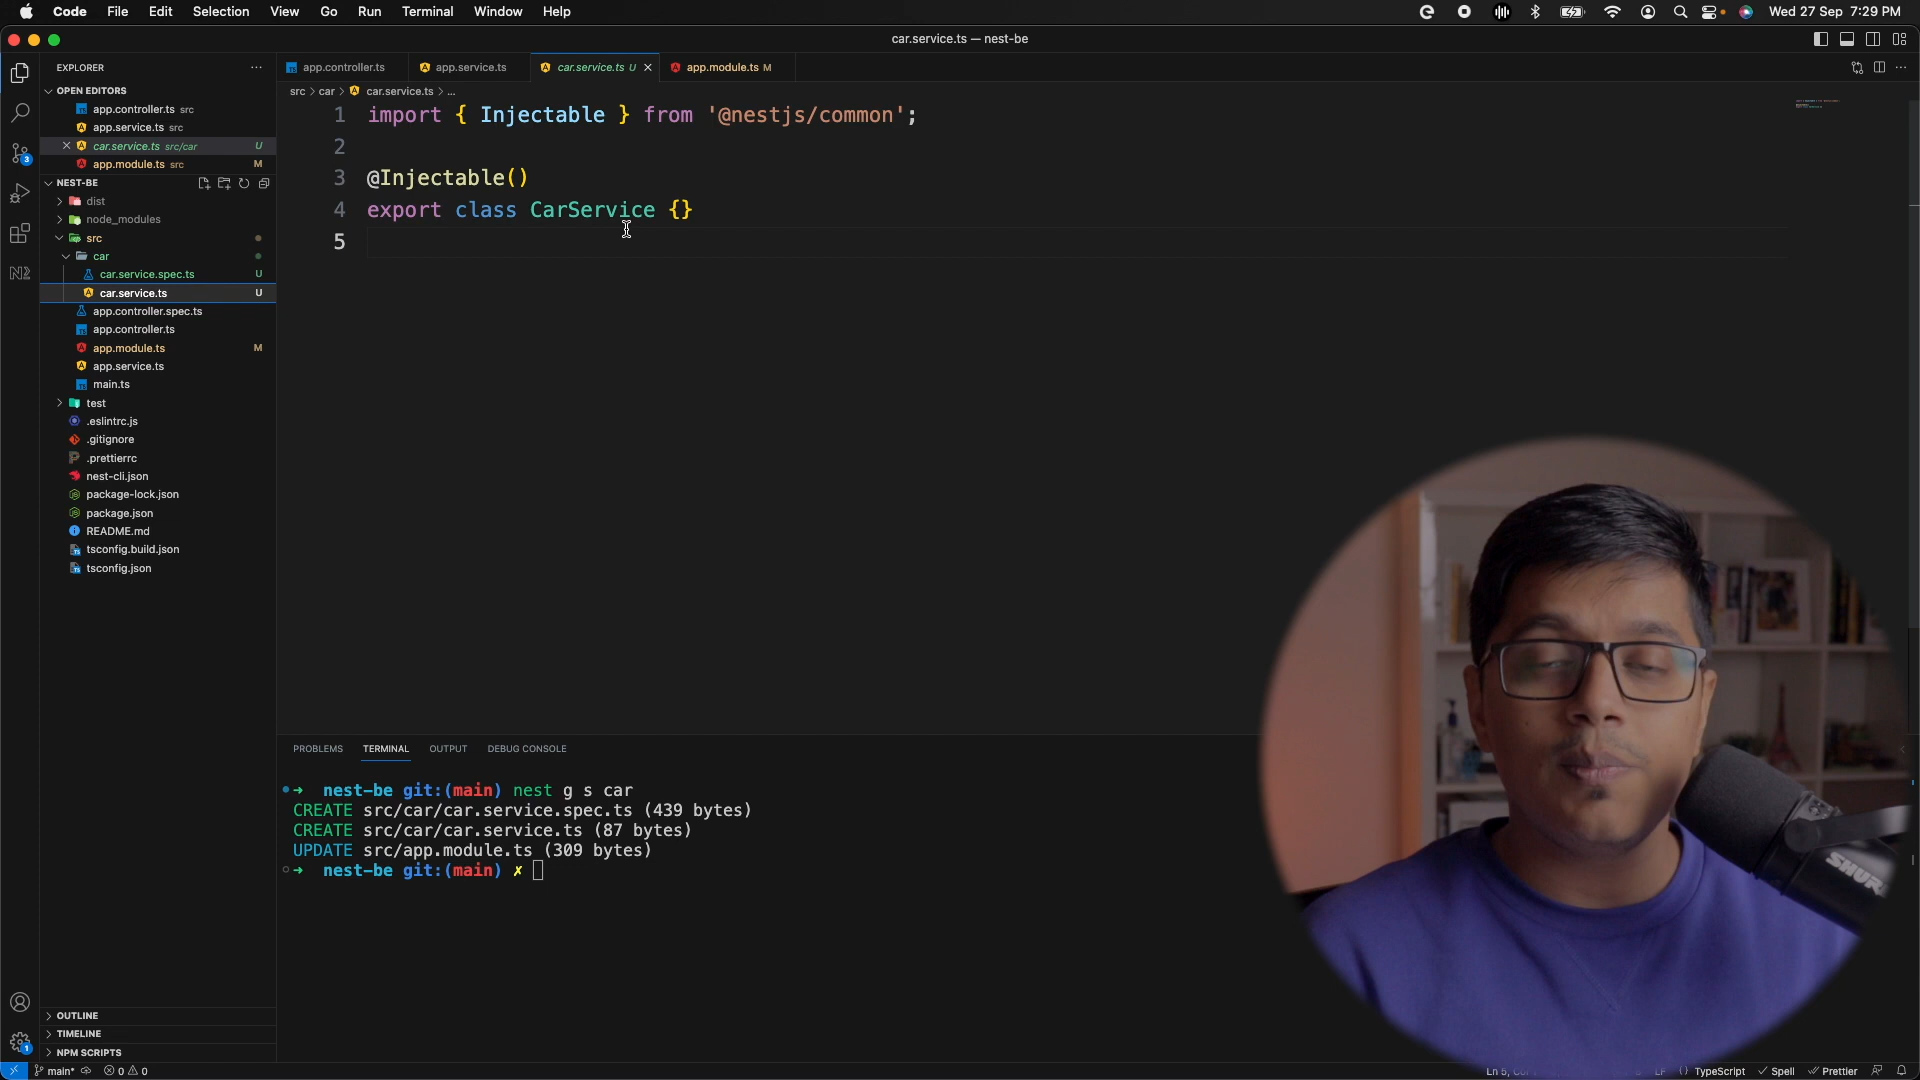 Code File Edit Selection View Go Run Terminal Window Help
Wed 27 Sep 7:29 PM
car.service.ts — nest-be
EXPLORER
app.controller.ts
app.service.ts
car.service.ts U
app.module.ts M
OPEN EDITORS
app.controller.ts src
app.service.ts src
car.service.ts src/car U
app.module.ts src M
NEST-BE
dist
node_modules
src
car
car.service.spec.ts U
car.service.ts U
app.controller.spec.ts
app.controller.ts
app.module.ts M
app.service.ts
main.ts
test
.eslintrc.js
.gitignore
.prettierrc
nest-cli.json
package-lock.json
package.json
README.md
tsconfig.build.json
tsconfig.json
OUTLINE
TIMELINE
NPM SCRIPTS
src > car > car.service.ts > ...
1 import { Injectable } from '@nestjs/common';
2
3 @Injectable()
4 export class CarService {}
5
PROBLEMS TERMINAL OUTPUT DEBUG CONSOLE
➜ nest-be git:(main) nest g s car
CREATE src/car/car.service.spec.ts (439 bytes)
CREATE src/car/car.service.ts (87 bytes)
UPDATE src/app.module.ts (309 bytes)
➜ nest-be git:(main) ✗
SHURE
main* 0 0
Ln 5, LF {} TypeScript Spell Prettier